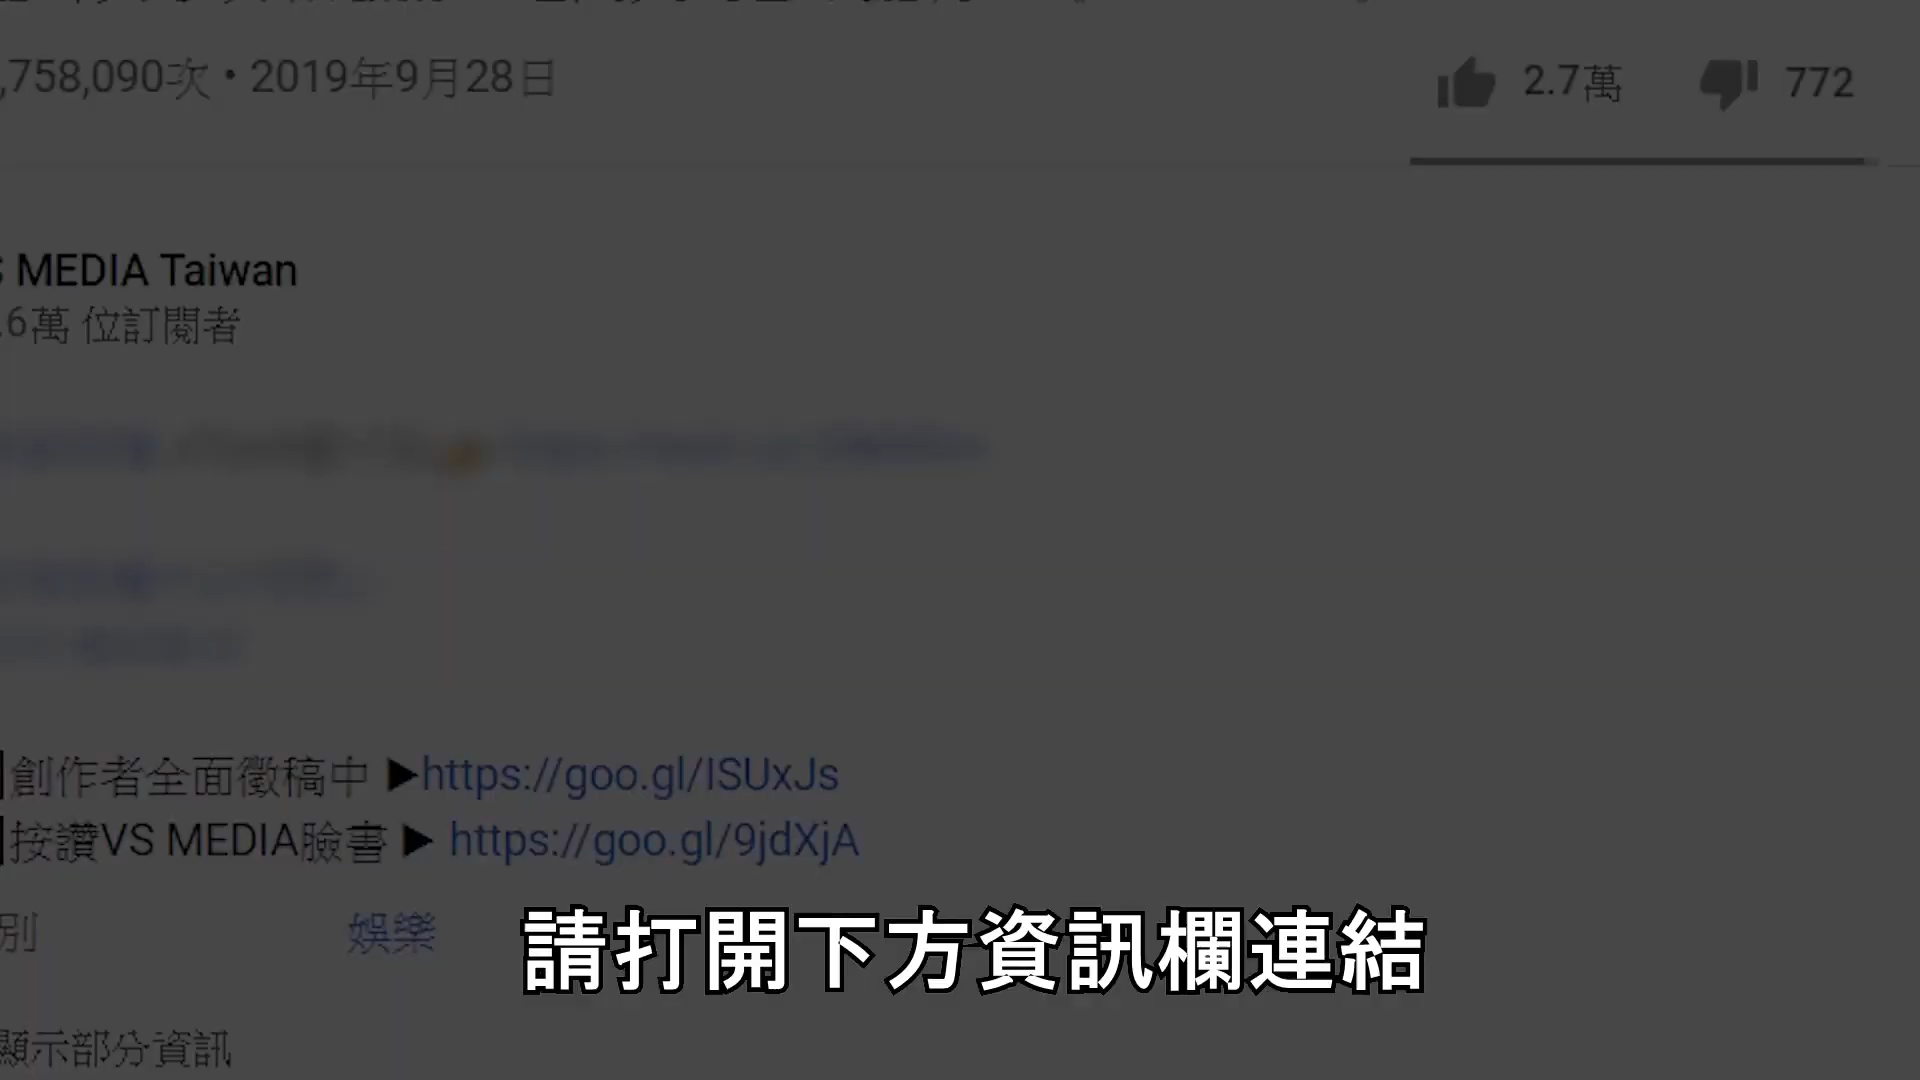 ,758,090次 • 2019年9月28日
2.7萬 772
MEDIA Taiwan
.6萬 位訂閱者
創作者全面徵稿中 ▶https://goo.gl/ISUxJs
按讚VS MEDIA臉書 ▶ https://goo.gl/9jdXjA
別 娛樂
請打開下方資訊欄連結
顯示部分資訊